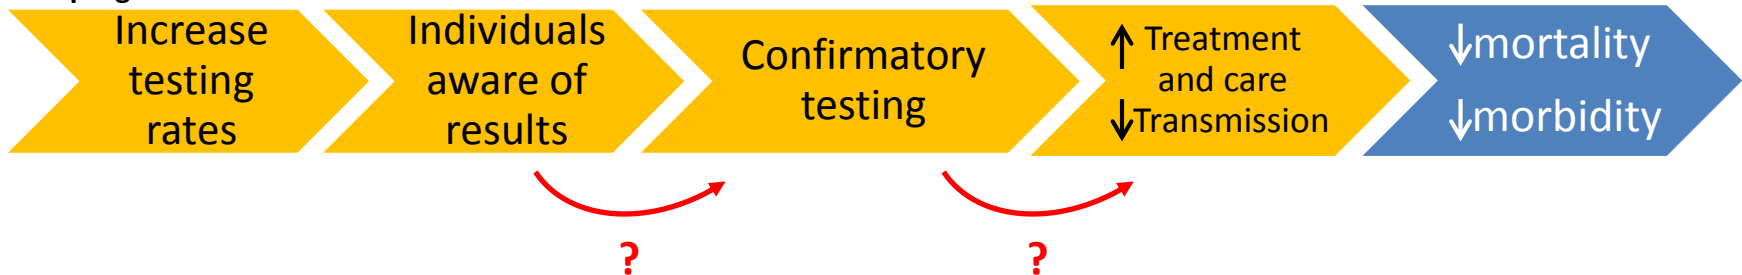 Increase
testing
rates
Individuals
aware of
results
Confirmatory
testing
↑ Treatment
and care
↓Transmission
↓mortality
↓morbidity
?
?